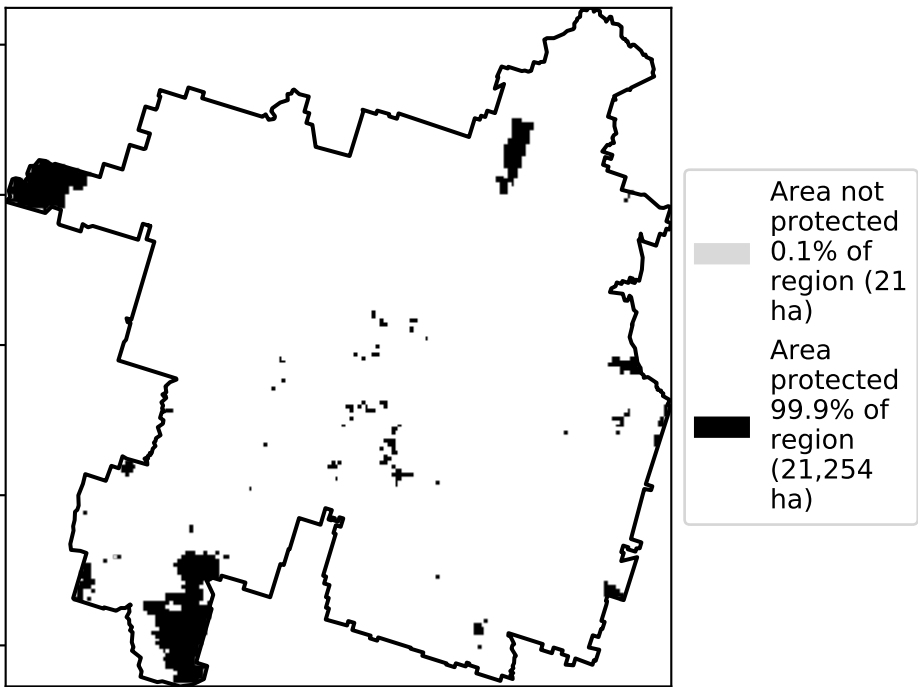 Area not
protected
0.1% of
region (21
ha)
Area
protected
99.9% of
region
(21,254
ha)